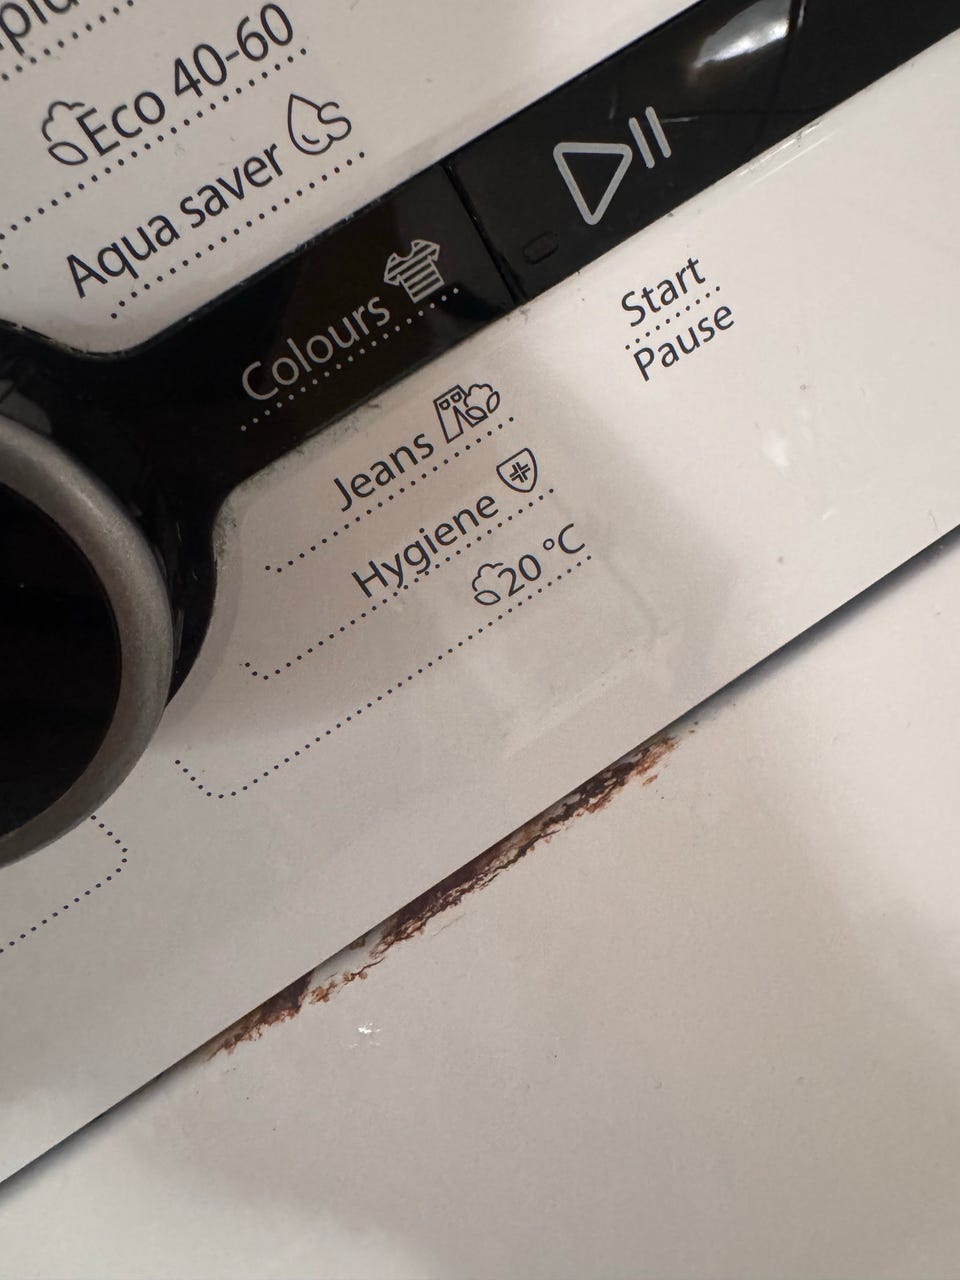 Eco 40-60
Aqua saver
Colours
Jeans
Hygiene
20 °C
Start
Pause